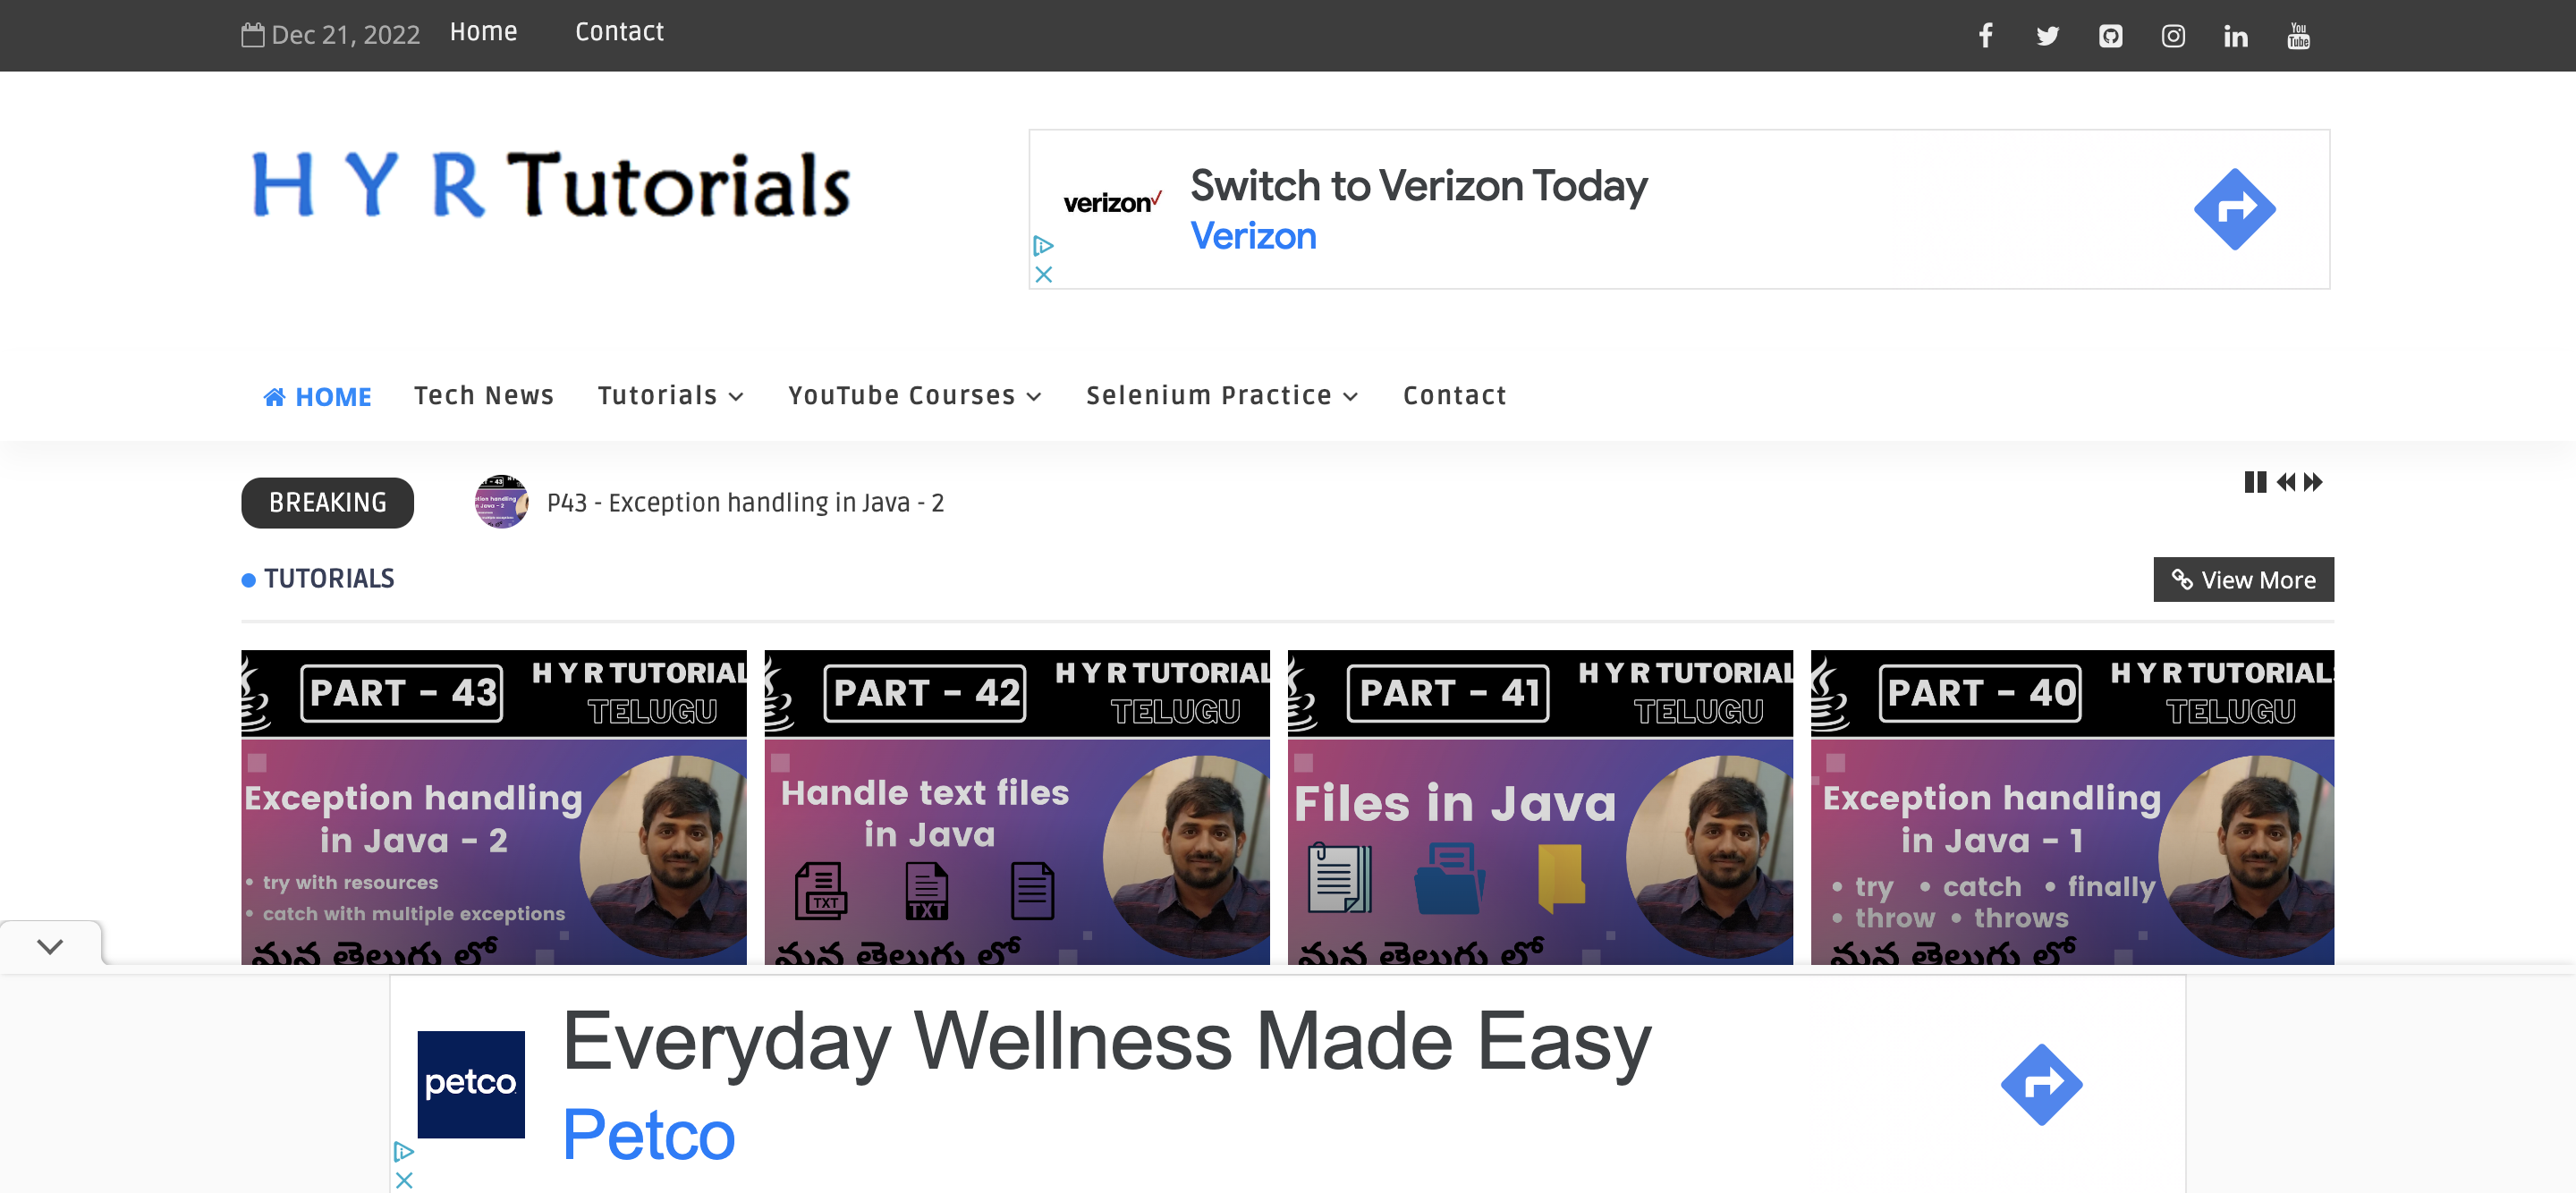 Dec 21, 2022 Home Contact
You Tube
H Y R Tutorials
verizon
Switch to Verizon Today
Verizon
HOME Tech News Tutorials YouTube Courses Selenium Practice Contact
BREAKING P43 - Exception handling in Java - 2
TUTORIALS
View More
PART - 43 H Y R TUTORIAL
TELUGU
Exception handling
in Java - 2
• try with resources
• catch with multiple exceptions
మన తెలుగు లో
PART - 42 H Y R TUTORIAL
TELUGU
Handle text files
in Java
TXT TXT
మన తెలుగు లో
PART - 41 H Y R TUTORIAL
TELUGU
Files in Java
మన తెలుగు లో
PART - 40 H Y R TUTORIAL
TELUGU
Exception handling
in Java - 1
• try • catch • finally
• throw • throws
మన తెలుగు లో
petco
Everyday Wellness Made Easy
Petco